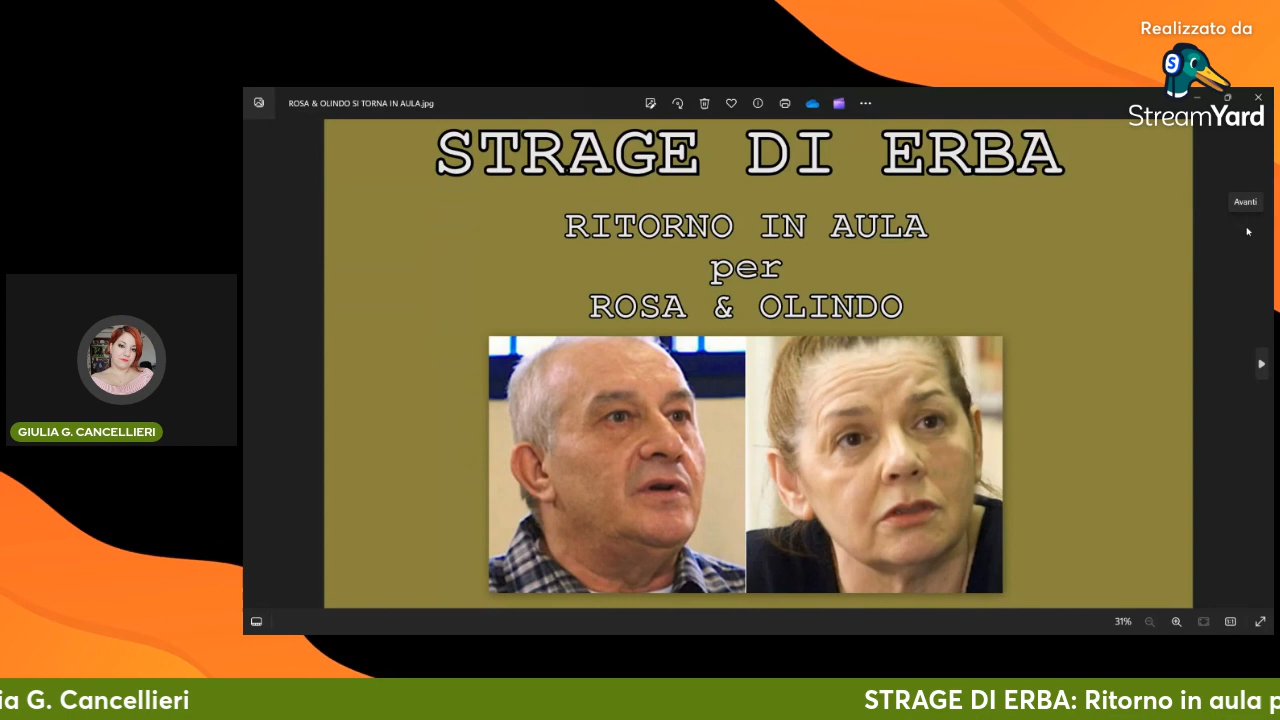 Realizzato da
S
StreamYard
ROSA & OLINDO SI TORNA IN AULA.jpg
STRAGE DI ERBA
Avanti
RITORNO IN AULA
per
ROSA & OLINDO
GIULIA G. CANCELLIERI
31%
ia G. Cancellieri
STRAGE DI ERBA: Ritorno in aula p